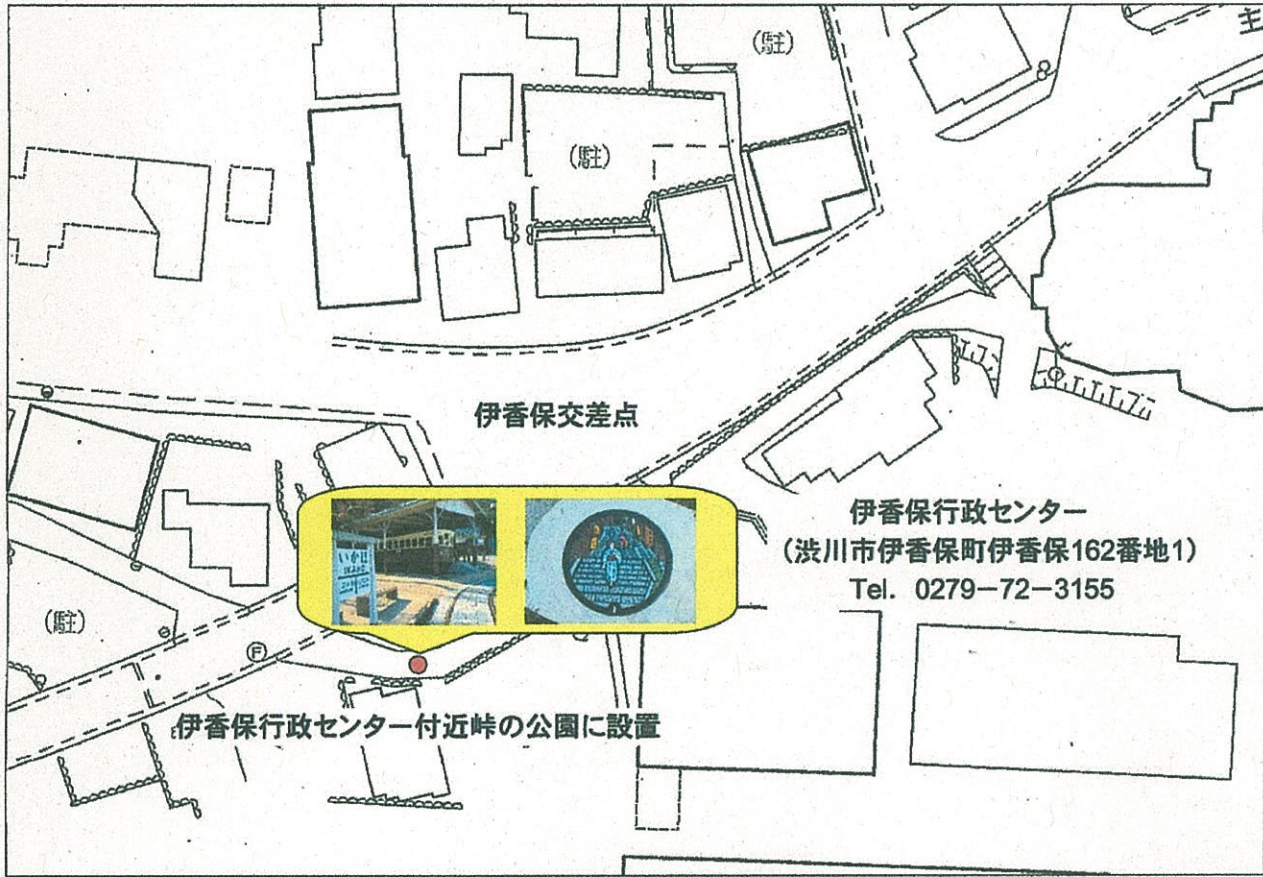 主
(駐)
(駐)
伊香保交差点
伊香保行政センター
(渋川市伊香保町伊香保162番地1)
Tel. 0279-72-3155
いかほ
(駐)
F
伊香保行政センター付近峠の公園に設置